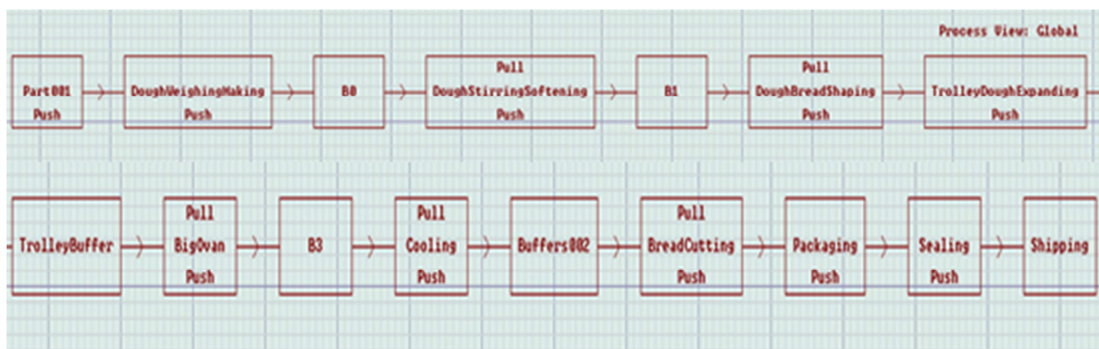 Process View: Global
Part001
Push
DoughWeighingMaking
Push
B0
Pull
DoughStirringSoftening
Push
B1
Pull
DoughBreadShaping
Push
TrolleyDoughExpanding
Push
TrolleyBuffer
Pull
BigOvan
Push
B3
Pull
Cooling
Push
Buffers002
Pull
BreadCutting
Push
Packaging
Push
Sealing
Push
Shipping